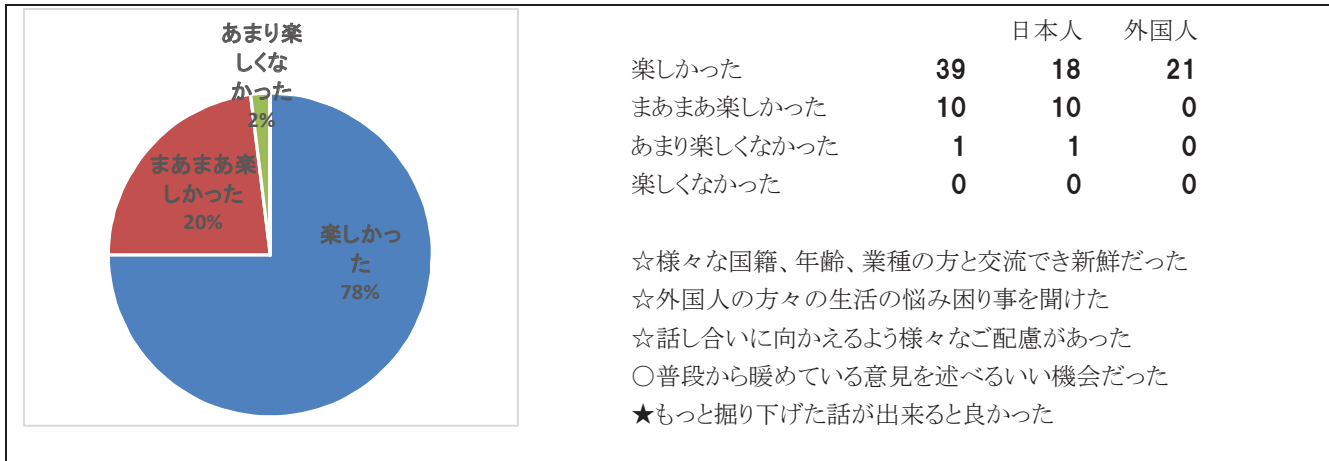 あまり楽
しくな
かった
2%
まあまあ楽
しかった
20%
楽しかっ
た
78%
日本人 外国人
楽しかった 39 18 21
まあまあ楽しかった 10 10 0
あまり楽しくなかった 1 1 0
楽しくなかった 0 0 0
☆様々な国籍、年齢、業種の方と交流でき新鮮だった
☆外国人の方々の生活の悩み困り事を聞けた
☆話し合いに向かえるよう様々なご配慮があった
○普段から暖めている意見を述べるいい機会だった
★もっと掘り下げた話が出来ると良かった